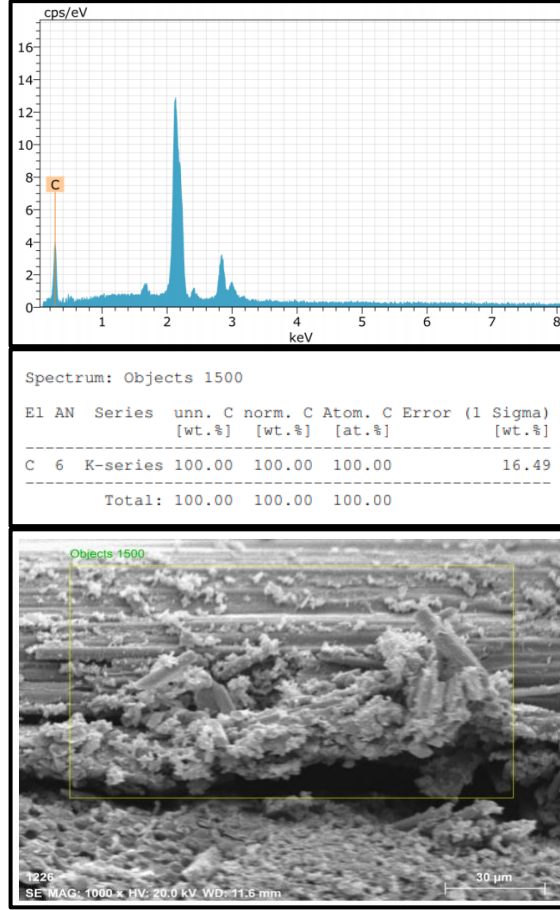 cps/eV
16
14
12
10
8
6
4
2
0
C
1 2 3 4 5 6 7 8
keV
Spectrum: Objects 1500
El AN Series unn. C norm. C Atom. C Error (1 Sigma)
[wt.%] [wt.%] [at.%] [wt.%]
C 6 K-series 100.00 100.00 100.00 16.49
Total: 100.00 100.00 100.00
Objects 1500
1226
SE MAG: 1000 x HV: 20.0 kV WD: 11.6 mm
30 µm